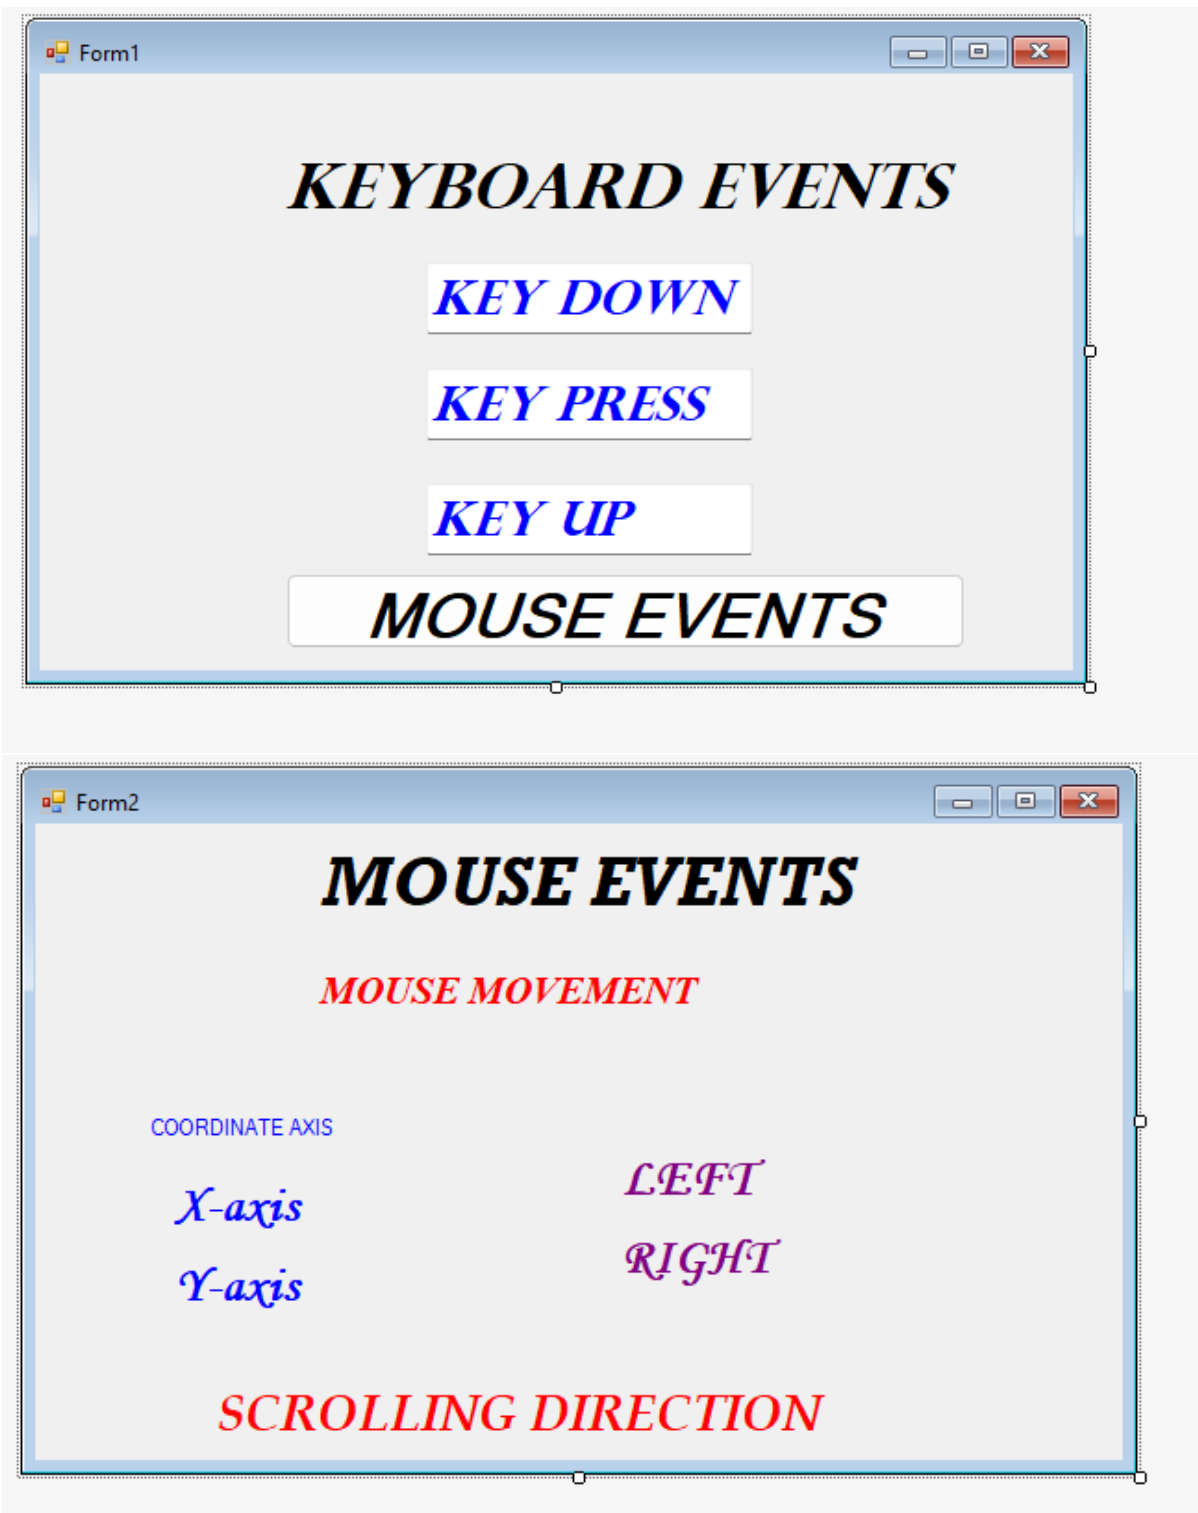 Form1
KEYBOARD EVENTS
KEY DOWN
KEY PRESS
KEY UP
MOUSE EVENTS
Form2
MOUSE EVENTS
MOUSE MOVEMENT
COORDINATE AXIS
X-axis
Y-axis
LEFT
RIGHT
SCROLLING DIRECTION